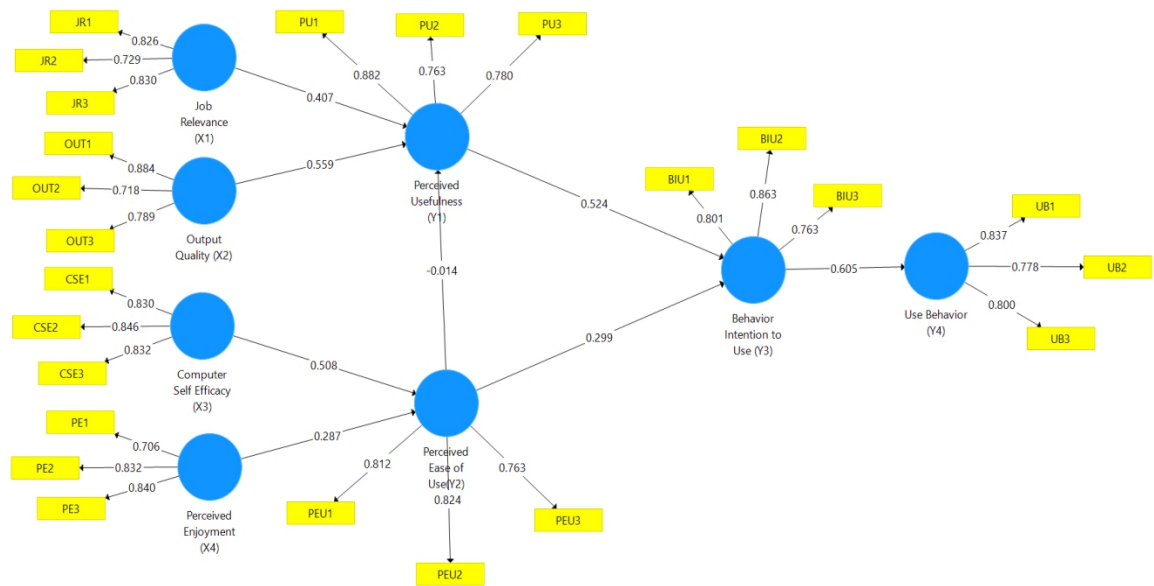 JR1
0.826
JR2
0.729
JR3
0.830
Job
Relevance
(X1)
OUT1
0.884
OUT2
0.718
OUT3
0.789
Output
Quality (X2)
CSE1
0.830
CSE2
0.846
CSE3
0.832
Computer
Self Efficacy
(X3)
PE1
0.706
PE2
0.832
PE3
0.840
Perceived
Enjoyment
(X4)
0.407
0.559
0.508
0.287
PU1
0.882
PU2
0.763
PU3
0.780
Perceived
Usefulness
(Y1)
-0.014
Perceived
Ease of
Use(Y2)
PEU1
0.812
PEU2
0.824
PEU3
0.763
0.524
0.299
BIU1
0.801
BIU2
0.863
BIU3
0.763
Behavior
Intention to
Use (Y3)
0.605
Use Behavior
(Y4)
UB1
0.837
UB2
0.778
UB3
0.800